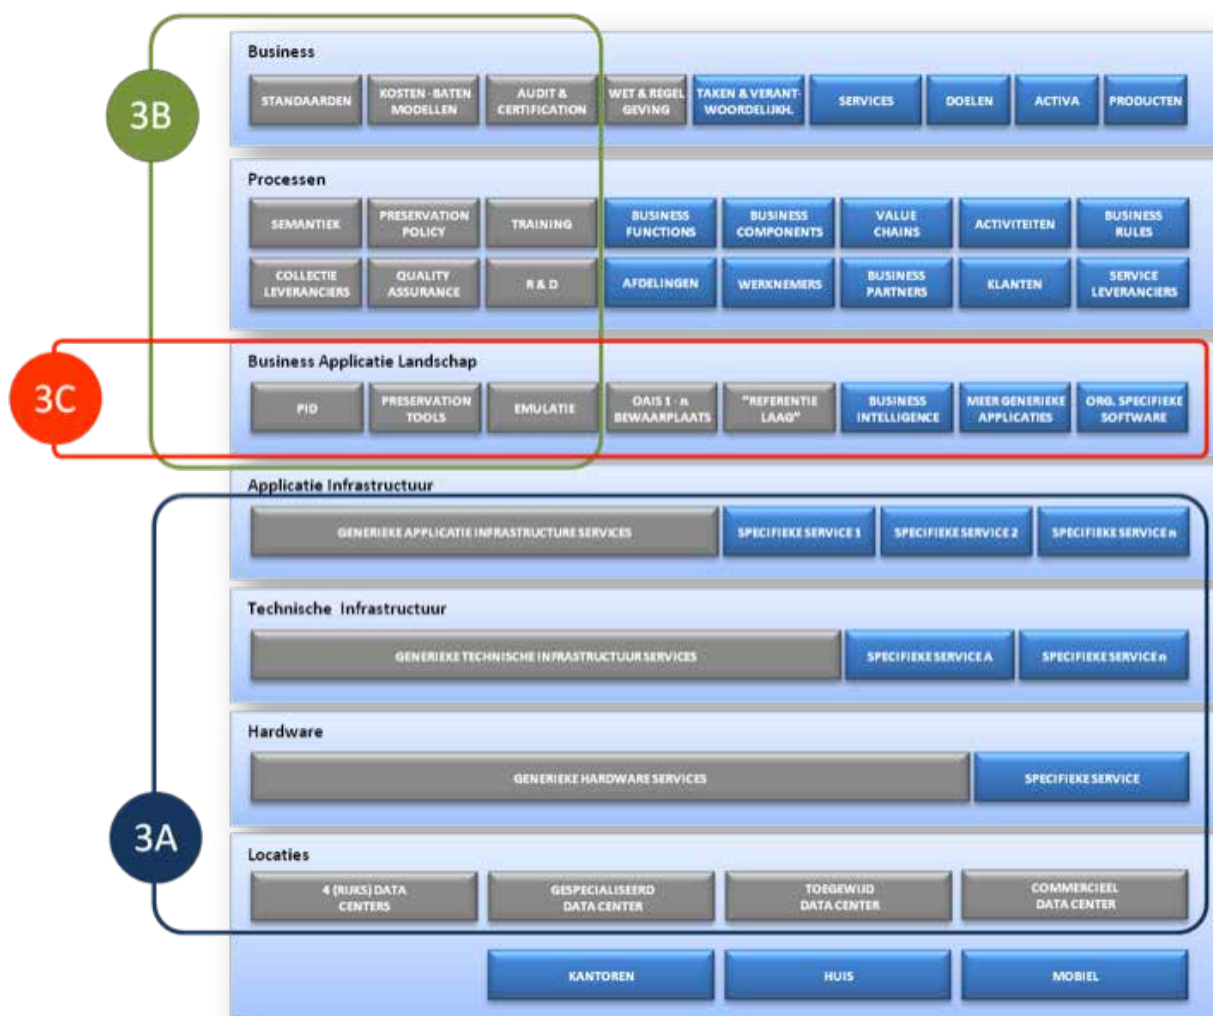 Business
3B
STANDAARDEN
KOSTEN - BATEN
MODELLEN
AUDIT &
CERTIFICATION
WET & REGEL
GEVING
TAKEN & VERANT-
WOORDELIJKH.
SERVICES
DOELEN
ACTIVA
PRODUCTEN
Processen
SEMANTIEK
PRESERVATION
POLICY
TRAINING
BUSINESS
FUNCTIONS
BUSINESS
COMPONENTS
VALUE
CHAINS
ACTIVITEITEN
BUSINESS
RULES
COLLECTIE
LEVERANCIERS
QUALITY
ASSURANCE
R & D
AFDELINGEN
WERKNEMERS
BUSINESS
PARTNERS
KLANTEN
SERVICE
LEVERANCIERS
3C
Business Applicatie Landschap
PID
PRESERVATION
TOOLS
EMULATIE
OAIS 1 - n
BEWAARPLAATS
"REFERENTIE
LAAG"
BUSINESS
INTELLIGENCE
MEER GENERIEKE
APPLICATIES
ORG. SPECIFIEKE
SOFTWARE
Applicatie Infrastructuur
GENERIEKE APPLICATIE INFRASTRUCTURE SERVICES
SPECIFIEKE SERVICE 1
SPECIFIEKE SERVICE 2
SPECIFIEKE SERVICE n
Technische Infrastructuur
GENERIEKE TECHNISCHE INFRASTRUCTUUR SERVICES
SPECIFIEKE SERVICE A
SPECIFIEKE SERVICE n
Hardware
GENERIEKE HARDWARE SERVICES
SPECIFIEKE SERVICE
3A
Locaties
4 (RIJKS) DATA
CENTERS
GESPECIALISEERD
DATA CENTER
TOEGEWIJD
DATA CENTER
COMMERCIEEL
DATA CENTER
KANTOREN
HUIS
MOBIEL